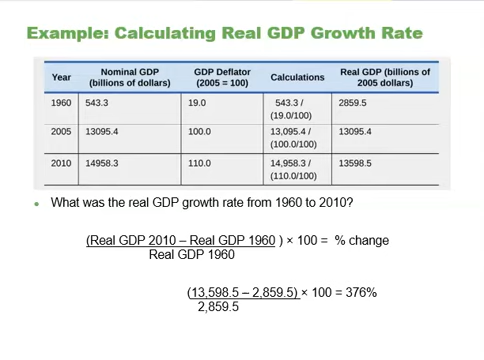 Example: Calculating Real GDP Growth Rate
Year Nominal GDP (billions of dollars) GDP Deflator (2005 = 100) Calculations Real GDP (billions of 2005 dollars)
1960 543.3 19.0 543.3 / (19.0/100) 2859.5
2005 13095.4 100.0 13,095.4 / (100.0/100) 13095.4
2010 14958.3 110.0 14,958.3 / (110.0/100) 13598.5
• What was the real GDP growth rate from 1960 to 2010?
(Real GDP 2010 – Real GDP 1960 ) × 100 = % change
Real GDP 1960
(13,598.5 – 2,859.5) × 100 = 376%
2,859.5